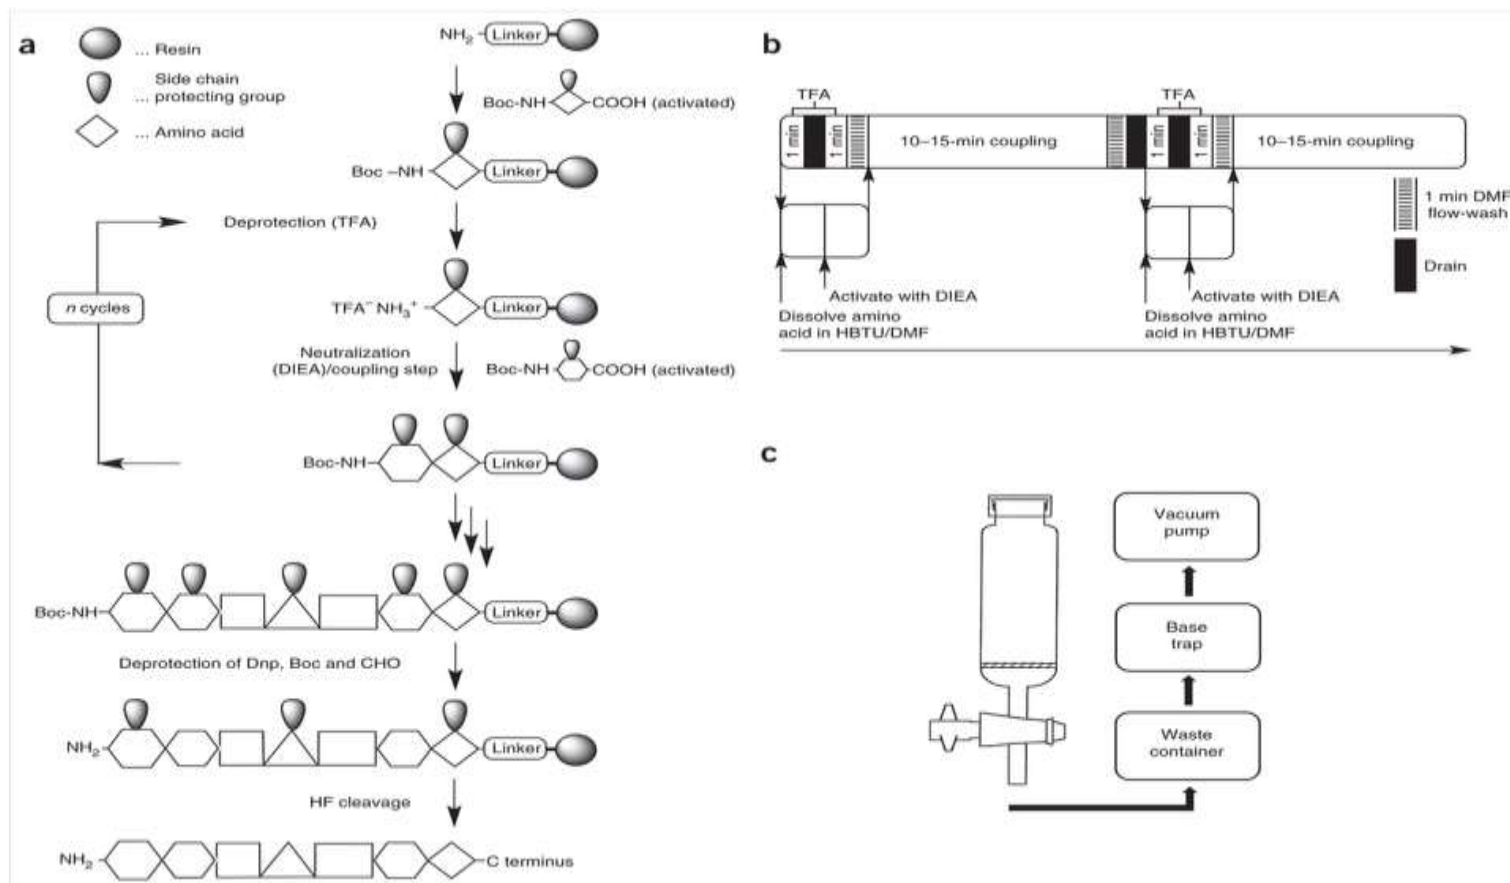 a
... Resin
Side chain
... protecting group
... Amino acid
NH2 Linker
Boc-NH COOH (activated)
Boc –NH Linker
Deprotection (TFA)
n cycles
TFA– NH3+ Linker
Neutralization
(DIEA)/coupling step
Boc-NH COOH (activated)
Boc-NH Linker
Boc-NH Linker
Deprotection of Dnp, Boc and CHO
NH2 Linker
HF cleavage
NH2 C terminus
b
TFA
TFA
1 min
1 min
10–15-min coupling
1 min
1 min
10–15-min coupling
1 min DMF
flow-wash
Drain
Activate with DIEA
Dissolve amino
acid in HBTU/DMF
Activate with DIEA
Dissolve amino
acid in HBTU/DMF
c
Vacuum
pump
Base
trap
Waste
container